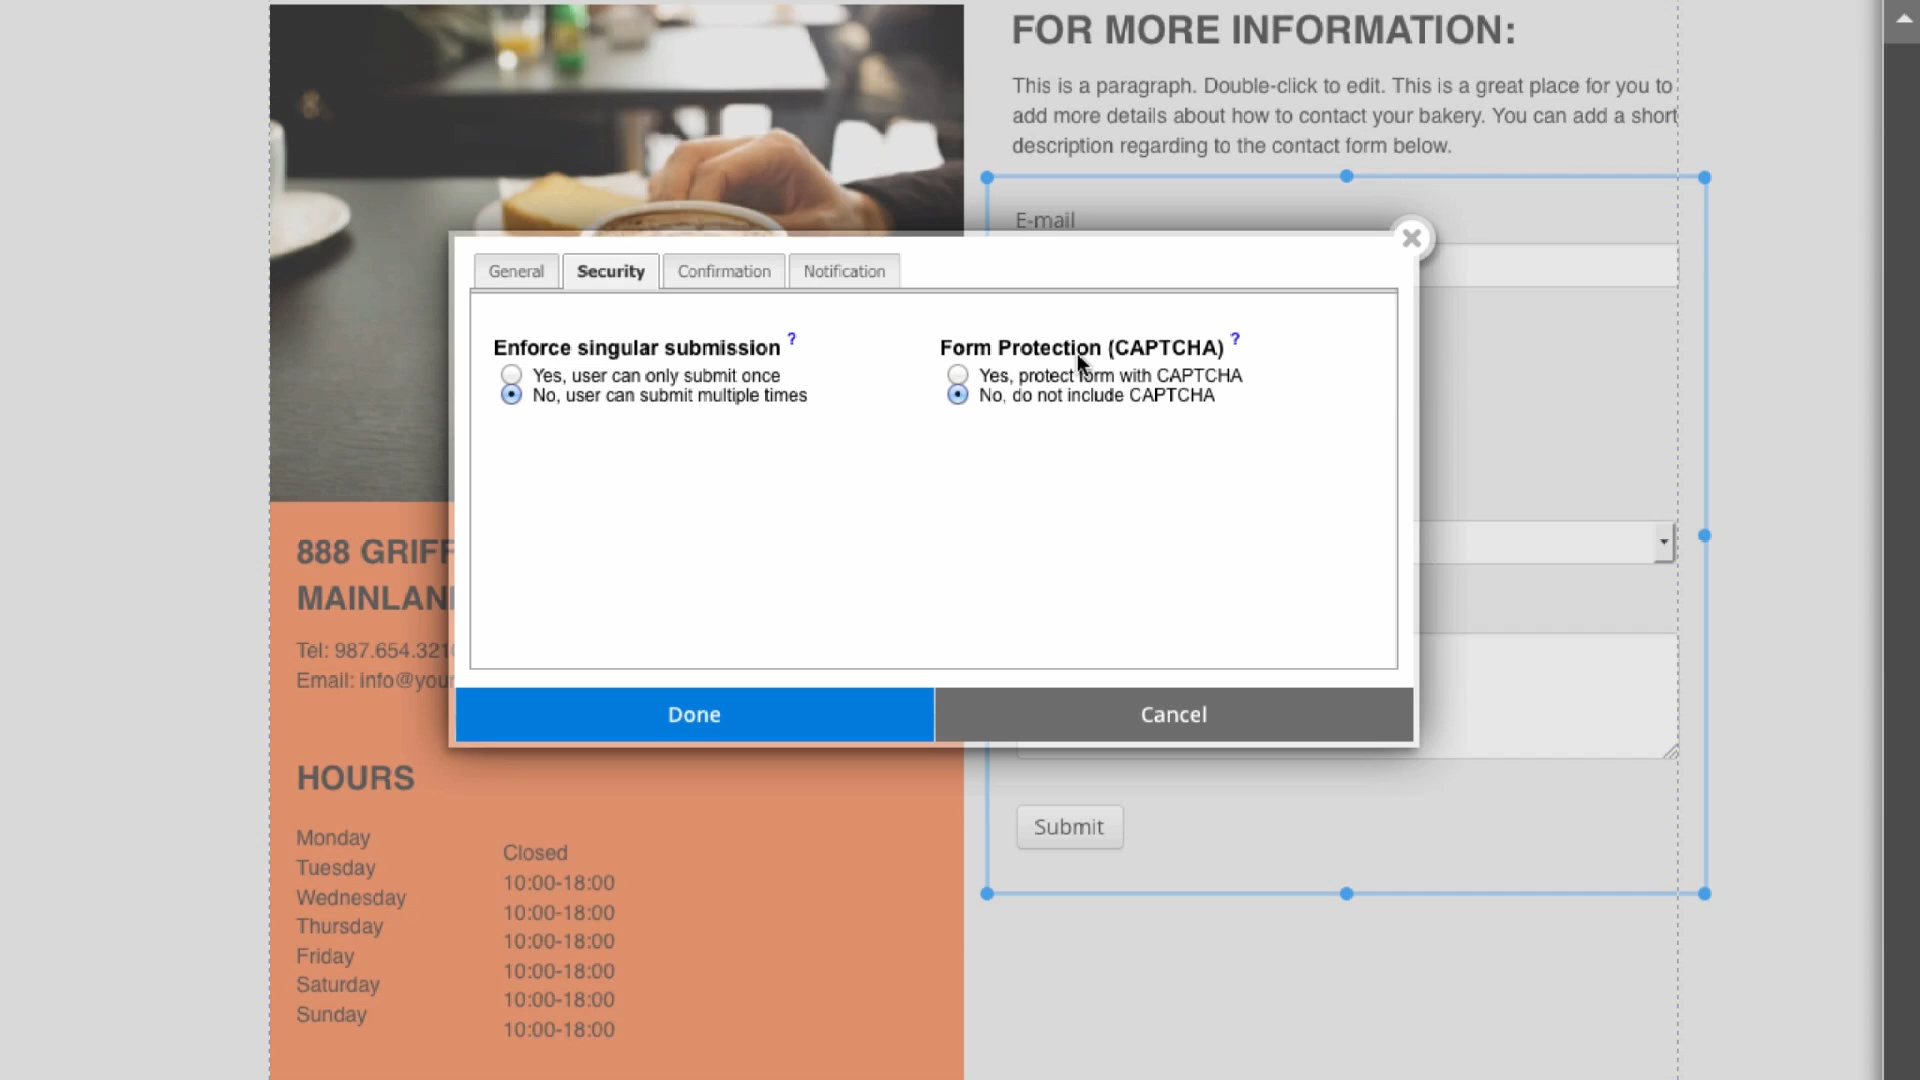 FOR MORE INFORMATION:
This is a paragraph. Double-click to edit. This is a great place for you to
add more details about how to contact your bakery. You can add a short
description regarding to the contact form below.
E-mail
General
Security
Confirmation
Notification
Enforce singular submission ?
Yes, user can only submit once
No, user can submit multiple times
Form Protection (CAPTCHA) ?
Yes, protect form with CAPTCHA
No, do not include CAPTCHA
Done
Cancel
888 GRIFF
MAINLAN
Tel: 987.654.321
Email: info@you
HOURS
Monday
Tuesday
Wednesday
Thursday
Friday
Saturday
Sunday
Closed
10:00-18:00
10:00-18:00
10:00-18:00
10:00-18:00
10:00-18:00
10:00-18:00
Submit